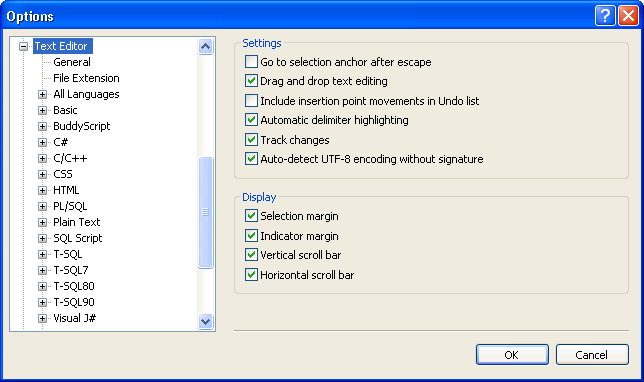 Options
Text Editor
General
File Extension
All Languages
Basic
BuddyScript
C#
C/C++
CSS
HTML
PL/SQL
Plain Text
SQL Script
T-SQL
T-SQL7
T-SQL80
T-SQL90
Visual J#
Settings
Go to selection anchor after escape
Drag and drop text editing
Include insertion point movements in Undo list
Automatic delimiter highlighting
Track changes
Auto-detect UTF-8 encoding without signature
Display
Selection margin
Indicator margin
Vertical scroll bar
Horizontal scroll bar
OK
Cancel